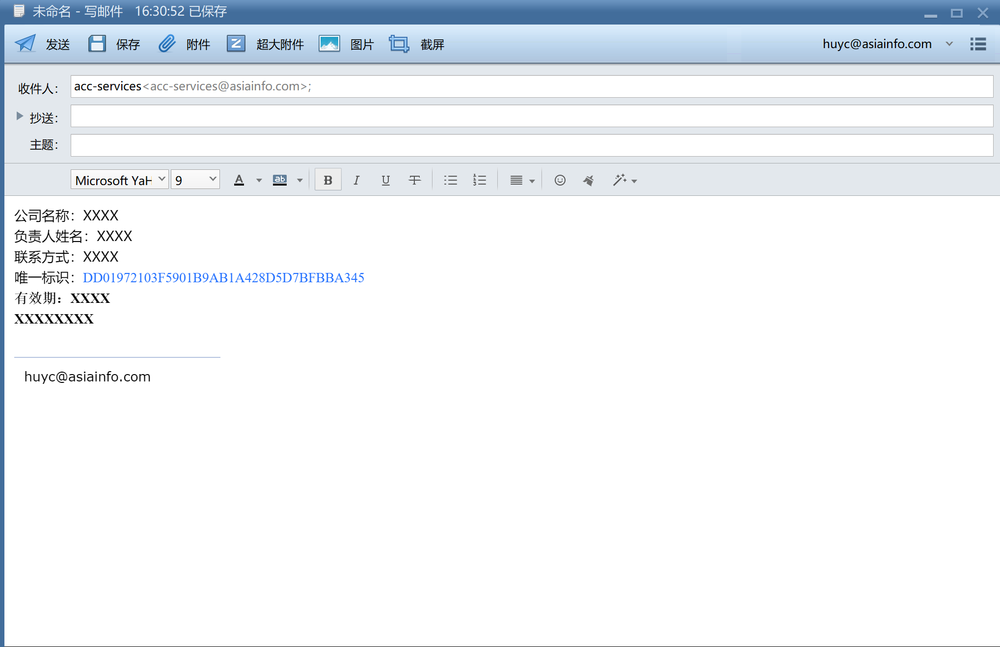 未命名 - 写邮件 16:30:52 已保存
发送 保存 附件 超大附件 图片 截屏 huyc@asiainfo.com
收件人： acc-services<acc-services@asiainfo.com>;
抄送：
主题：
Microsoft YaH 9 A ab B I U T
公司名称：XXXX
负责人姓名：XXXX
联系方式：XXXX
唯一标识：DD01972103F5901B9AB1A428D5D7BFBBA345
有效期：XXXX
XXXXXXXX
huyc@asiainfo.com